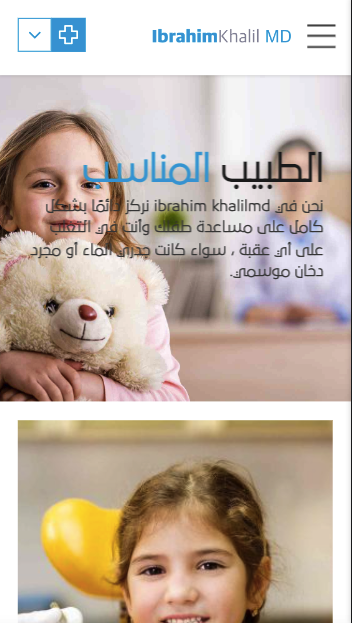 IbrahimKhalil MD
الطبيب المناسب
نحن في ibrahim khalilmd نركز دائمًا بشكل
كامل على مساعدة طفلك وأنت في التغلب
على أي عقبة ، سواء كانت جدري الماء أو مجرد
دخان موسمي.